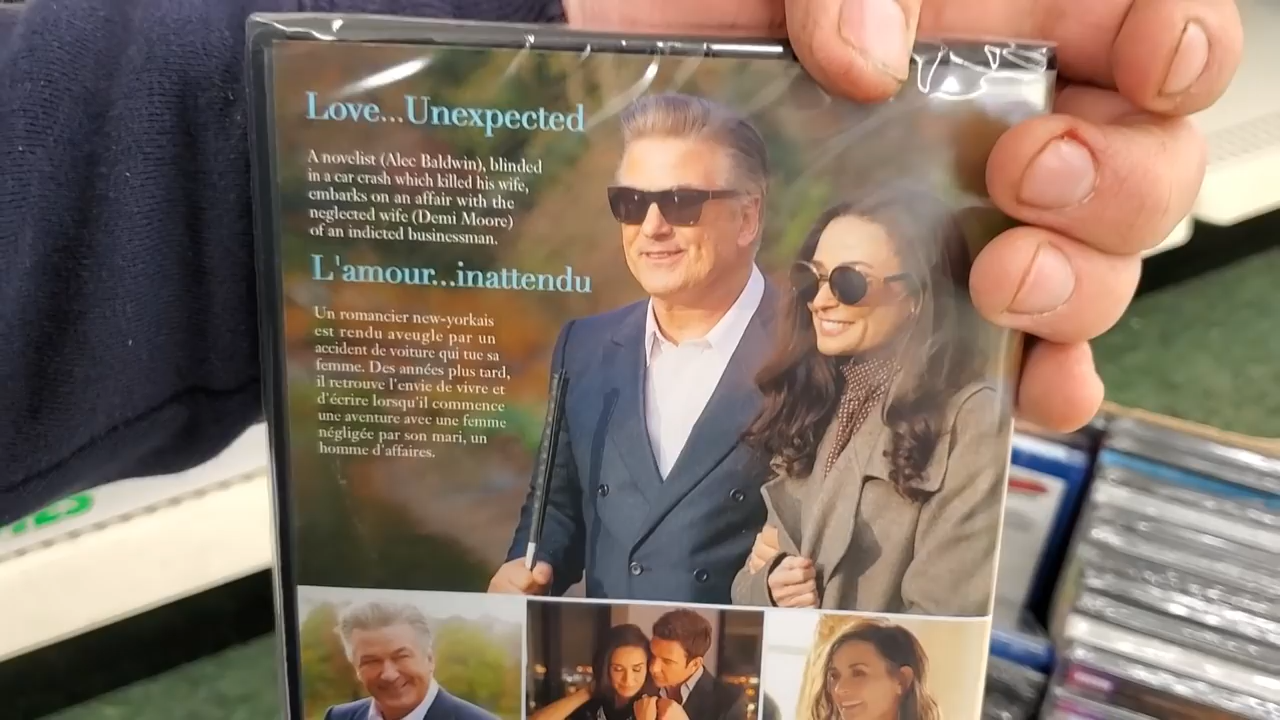 Love...Unexpected
A novelist (Alec Baldwin), blinded
in a car crash which killed his wife,
embarks on an affair with the
neglected wife (Demi Moore)
of an indicted businessman.
L'amour...inattendu
Un romancier new-yorkais
est rendu aveugle par un
accident de voiture qui tue sa
femme. Des années plus tard,
il retrouve l'envie de vivre et
d'écrire lorsqu'il commence
une aventure avec une femme
négligée par son mari, un
homme d'affaires.